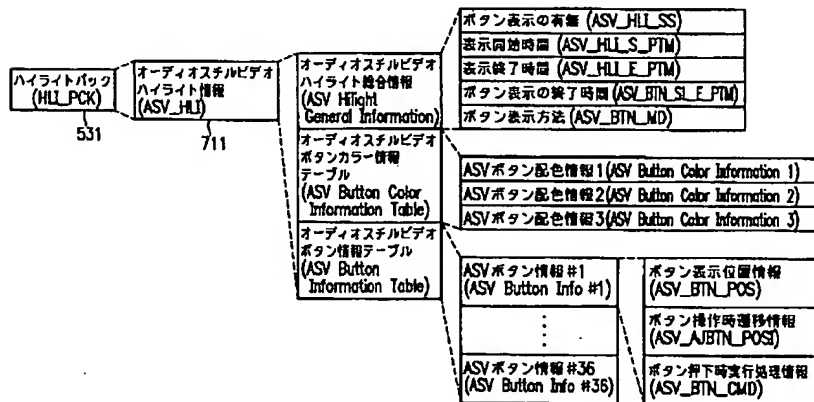 ハイライトパック
(HLI_PCK)
531
オーディオスチルビデオ
ハイライト情報
(ASV_HLI)
711
オーディオスチルビデオ
ハイライト総合情報
(ASV Hilight
General Information)
オーディオスチルビデオ
ボタンカラー情報
テーブル
(ASV Button Color
Information Table)
オーディオスチルビデオ
ボタン情報テーブル
(ASV Button
Information Table)
ボタン表示の有無 (ASV_HLI_SS)
表示開始時間 (ASV_HLI_S_PTM)
表示終了時間 (ASV_HLI_E_PTM)
ボタン表示の終了時間 (ASV_BTN_SL_E_PTM)
ボタン表示方法 (ASV_BTN_MD)
ASVボタン配色情報1(ASV Button Color Information 1)
ASVボタン配色情報2(ASV Button Color Information 2)
ASVボタン配色情報3(ASV Button Color Information 3)
ASVボタン情報#1
(ASV Button Info #1)
⋮
ASVボタン情報#36
(ASV Button Info #36)
ボタン表示位置情報
(ASV_BTN_POS)
ボタン操作時遷移情報
(ASV_AJBTN_POSI)
ボタン押下時実行処理情報
(ASV_BTN_CMD)